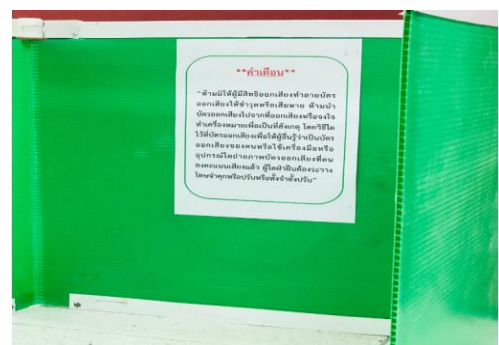 **คำเตือน**
"ห้ามมิให้ผู้มีสิทธิออกเสียงทำลายบัตร
ออกเสียงให้ชำรุดหรือเสียหาย ห้ามนำ
บัตรออกเสียงไปจากที่ออกเสียงหรือจงใจ
ทำเครื่องหมายเพื่อเป็นที่สังเกตุ โดยวิธีใด
ไว้ที่บัตรออกเสียงเพื่อให้ผู้อื่นรู้ว่าเป็นบัตร
ออกเสียงของตนหรือใช้เครื่องมือหรือ
อุปกรณ์ใดถ่ายภาพบัตรออกเสียงที่ตน
ลงคะแนนเสียงแล้ว ผู้ใดฝ่าฝืนต้องระวาง
โทษจำคุกหรือปรับหรือทั้งจำทั้งปรับ"